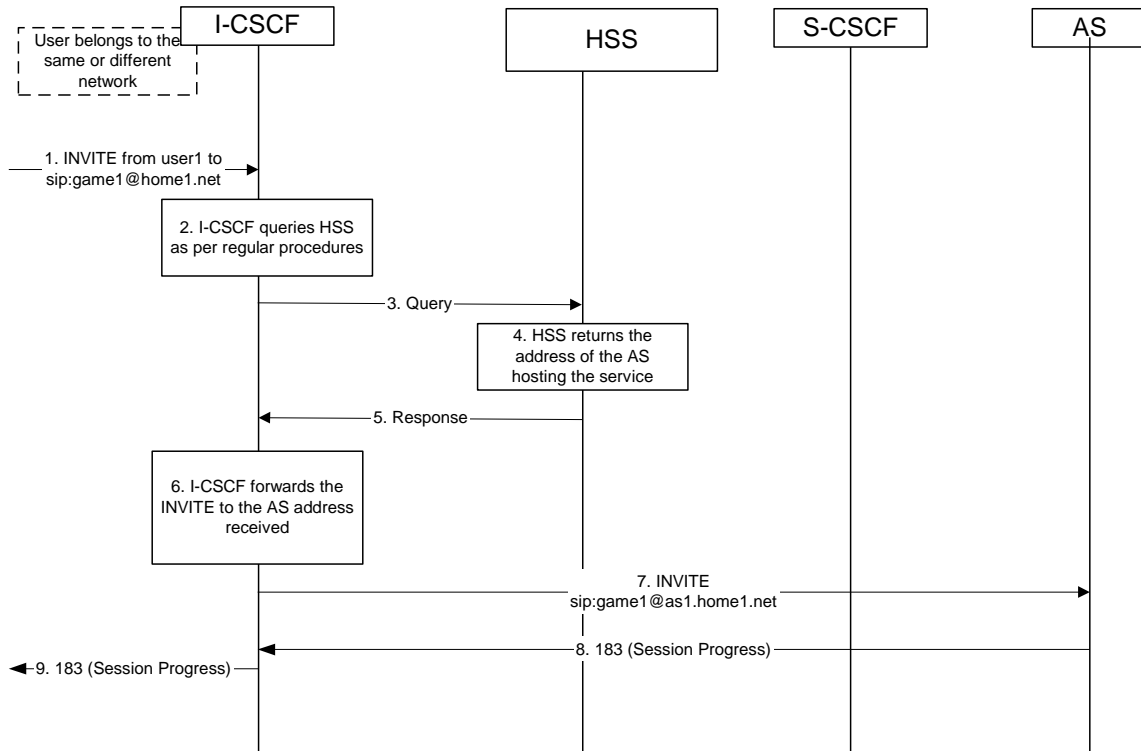 I-CSCF
HSS
S-CSCF
AS
User belongs to the
same or different
network
1. INVITE from user1 to
sip:game1@home1.net
2. I-CSCF queries HSS
as per regular procedures
3. Query
4. HSS returns the
address of the AS
hosting the service
5. Response
6. I-CSCF forwards the
INVITE to the AS address
received
7. INVITE
sip:game1@as1.home1.net
8. 183 (Session Progress)
9. 183 (Session Progress)